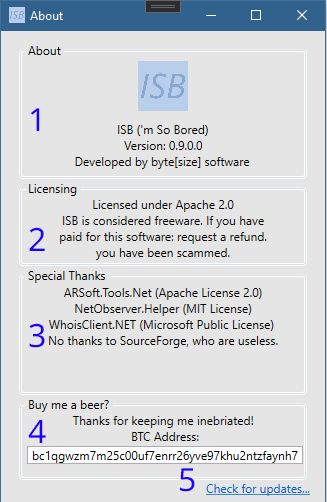 ISB About
About
ISB
1
ISB ('m So Bored)
Version: 0.9.0.0
Developed by byte[size] software
Licensing
Licensed under Apache 2.0
2
ISB is considered freeware. If you have
paid for this software: request a refund.
you have been scammed.
Special Thanks
ARSoft.Tools.Net (Apache License 2.0)
NetObserver.Helper (MIT License)
WhoisClient.NET (Microsoft Public License)
3
No thanks to SourceForge, who are useless.
Buy me a beer?
4
Thanks for keeping me inebriated!
BTC Address:
bc1qgwzm7m25c00uf7enrr26yve97khu2ntzfaynh7
5
Check for updates...